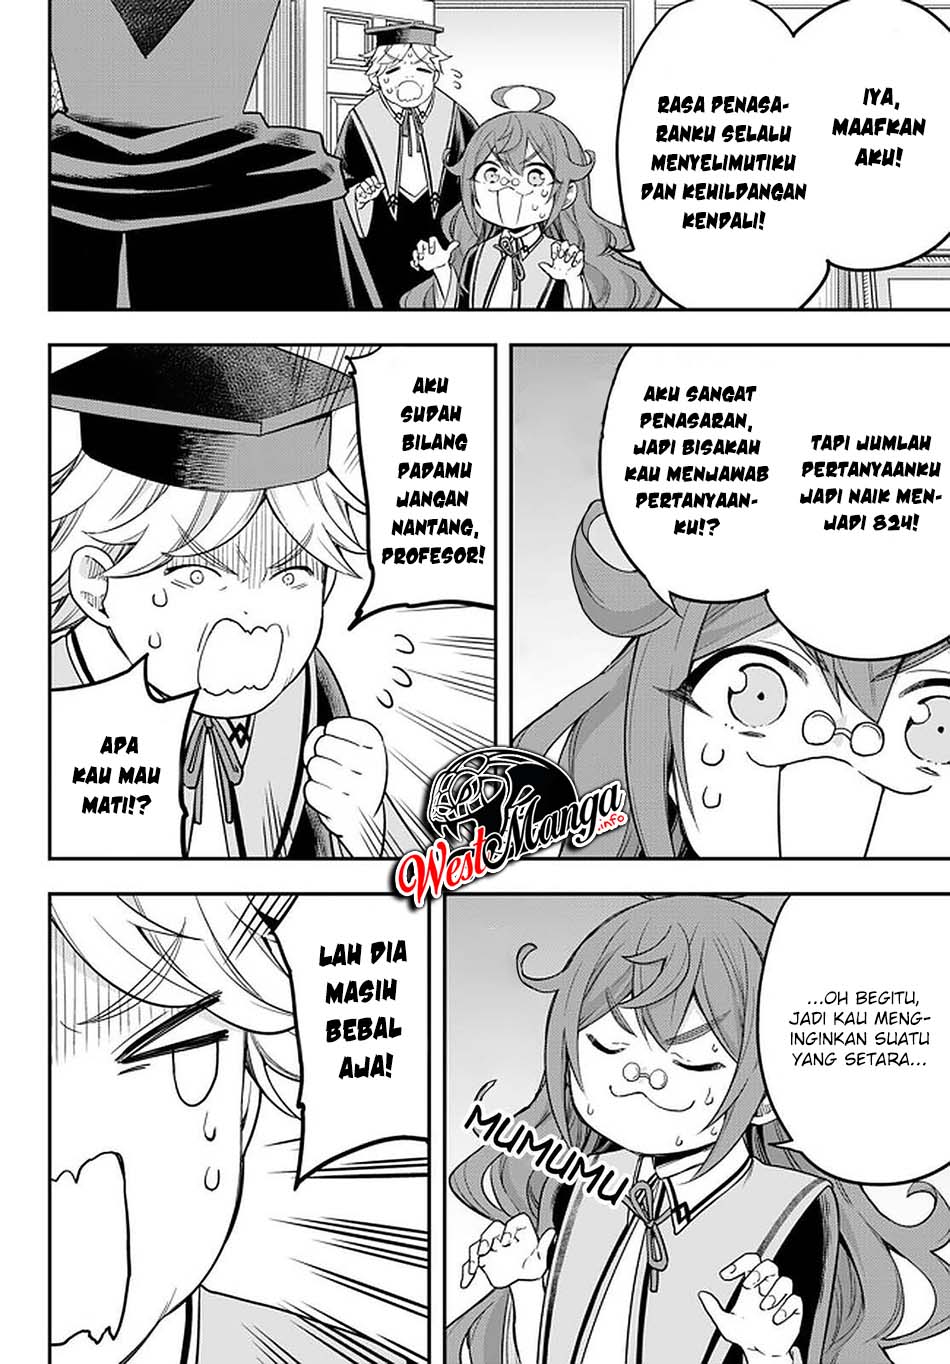 IYA,
MAAFKAN
AKU!
RASA PENASA-
RANKU SELALU
MENYELIMUTIKU
DAN KEHILDANGAN
KENDALI!
TAPI JUMLAH
PERTANYAANKU
JADI NAIK MEN-
JADI 824!
AKU SANGAT
PENASARAN,
JADI BISAKAH
KAU MENJAWAB
PERTANYAAN-
KU!?
AKU
SUDAH
BILANG
PADAMU
JANGAN
NANTANG,
PROFESOR!
APA
KAU MAU
MATI!?
WESTMANGA
.info
...OH BEGITU,
JADI KAU MENG-
INGINKAN SUATU
YANG SETARA...
MUMUMU
LAH DIA
MASIH
BEBAL
AJA!